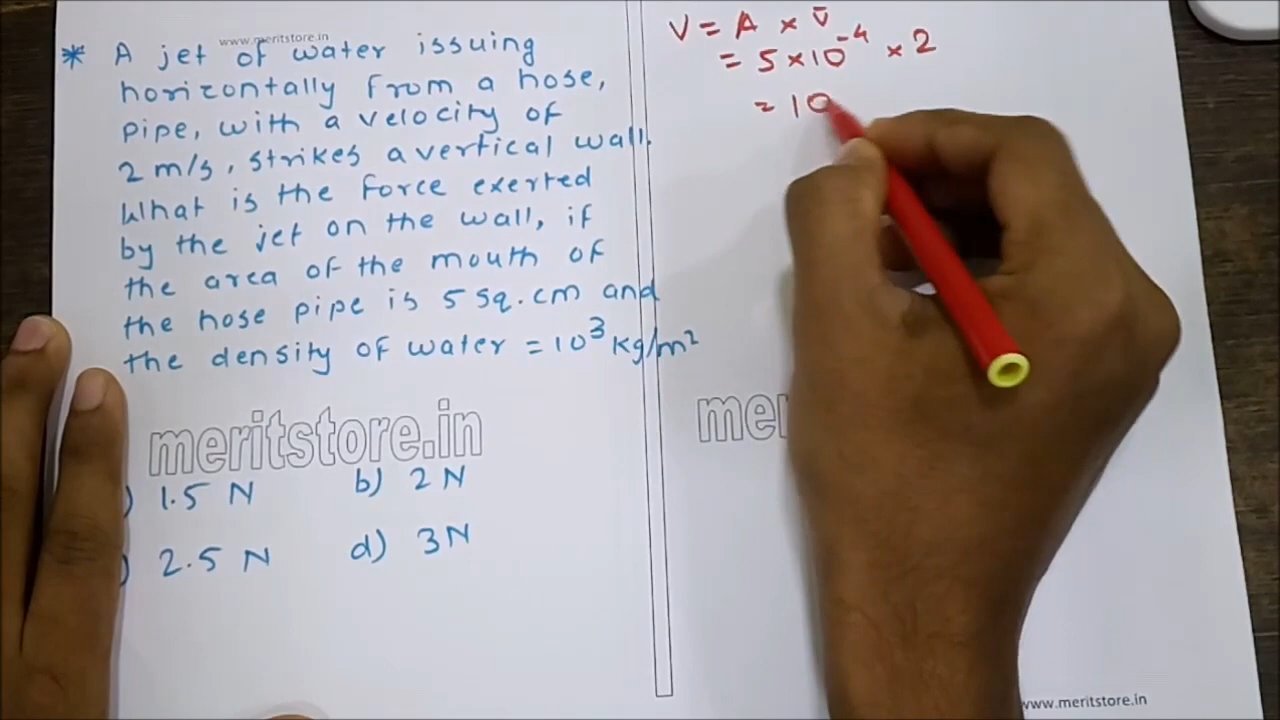 www.meritstore.in
* A jet of water issuing
horizontally from a hose,
pipe, with a velocity of
2 m/s, strikes a vertical wall.
What is the force exerted
by the jet on the wall, if
the area of the mouth of
the hose pipe is 5 sq.cm and
the density of water = 10³ kg/m²
meritstore.in
) 1.5 N b) 2 N
) 2.5 N d) 3 N
V = A × v̄
= 5 × 10⁻⁴ × 2
= 10
mer
www.meritstore.in